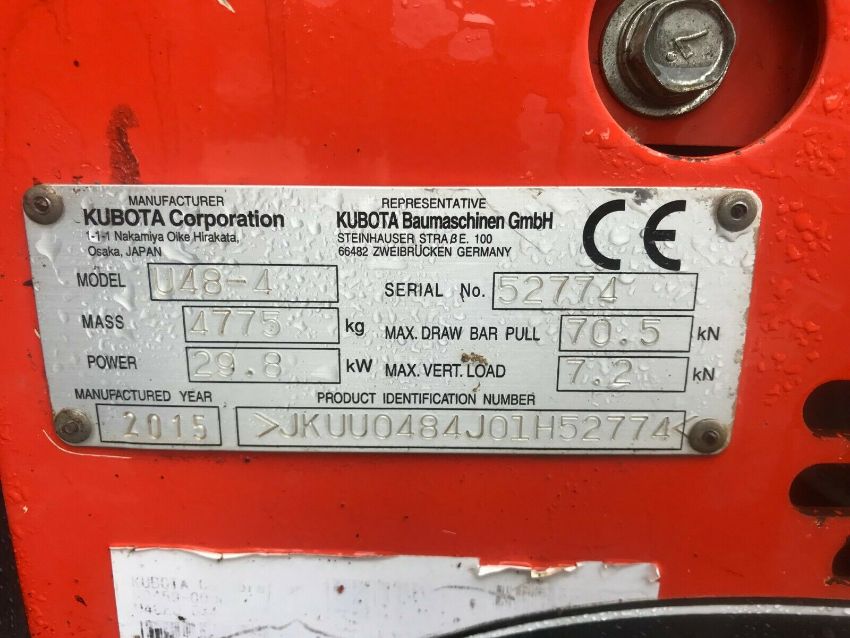 MANUFACTURER
KUBOTA Corporation
1-1-1 Nakamiya Oike Hirakata,
Osaka, JAPAN
REPRESENTATIVE
KUBOTA Baumaschinen GmbH
STEINHAUSER STRAβE. 100
66482 ZWEIBRÜCKEN GERMANY
CE
MODEL U48-4
SERIAL No. 52774
MASS 4775 kg
MAX. DRAW BAR PULL 70.5 kN
POWER 29.8 kW
MAX. VERT. LOAD 7.2 kN
MANUFACTURED YEAR
2015
PRODUCT IDENTIFICATION NUMBER
>JKUU0484J01H52774<
KUBOTA